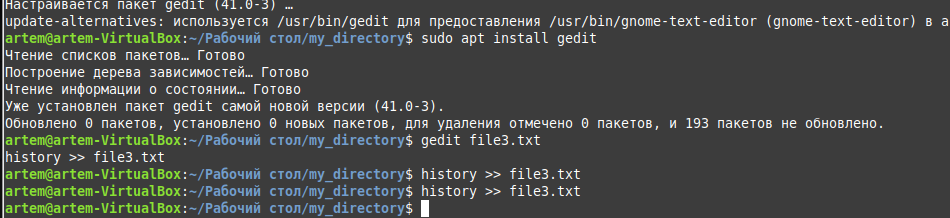 Настраивается пакет gedit (41.0-3) …
update-alternatives: используется /usr/bin/gedit для предоставления /usr/bin/gnome-text-editor (gnome-text-editor) в а
artem@artem-VirtualBox:~/Рабочий стол/my_directory$ sudo apt install gedit
Чтение списков пакетов… Готово
Построение дерева зависимостей… Готово
Чтение информации о состоянии… Готово
Уже установлен пакет gedit самой новой версии (41.0-3).
Обновлено 0 пакетов, установлено 0 новых пакетов, для удаления отмечено 0 пакетов, и 193 пакетов не обновлено.
artem@artem-VirtualBox:~/Рабочий стол/my_directory$ gedit file3.txt
history >> file3.txt
artem@artem-VirtualBox:~/Рабочий стол/my_directory$ history >> file3.txt
artem@artem-VirtualBox:~/Рабочий стол/my_directory$ history >> file3.txt
artem@artem-VirtualBox:~/Рабочий стол/my_directory$